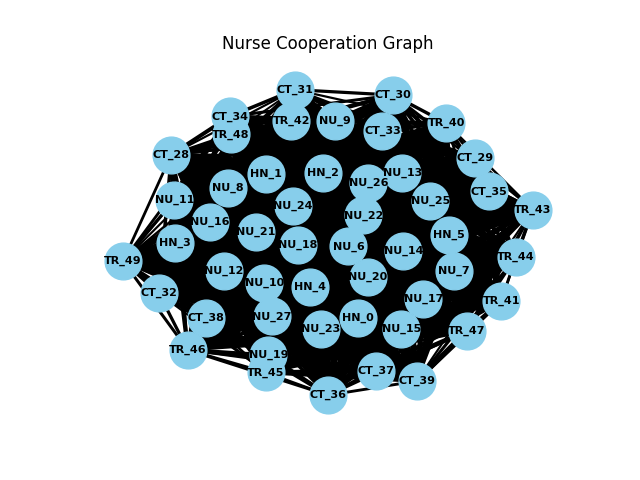 Nurse Cooperation Graph
CT_31
CT_30
CT_34
TR_42
NU_9
TR_40
CT_33
TR_48
CT_28
CT_29
HN_1
HN_2
NU_13
NU_26
NU_8
CT_35
NU_11
NU_25
NU_24
TR_43
NU_22
NU_16
NU_21
HN_5
HN_3
NU_18
NU_6
NU_14
TR_44
TR_49
NU_12
NU_7
NU_20
NU_10
HN_4
CT_32
NU_17
TR_41
CT_38
NU_27
HN_0
NU_23
NU_15
TR_47
TR_46
NU_19
TR_45
CT_37
CT_39
CT_36